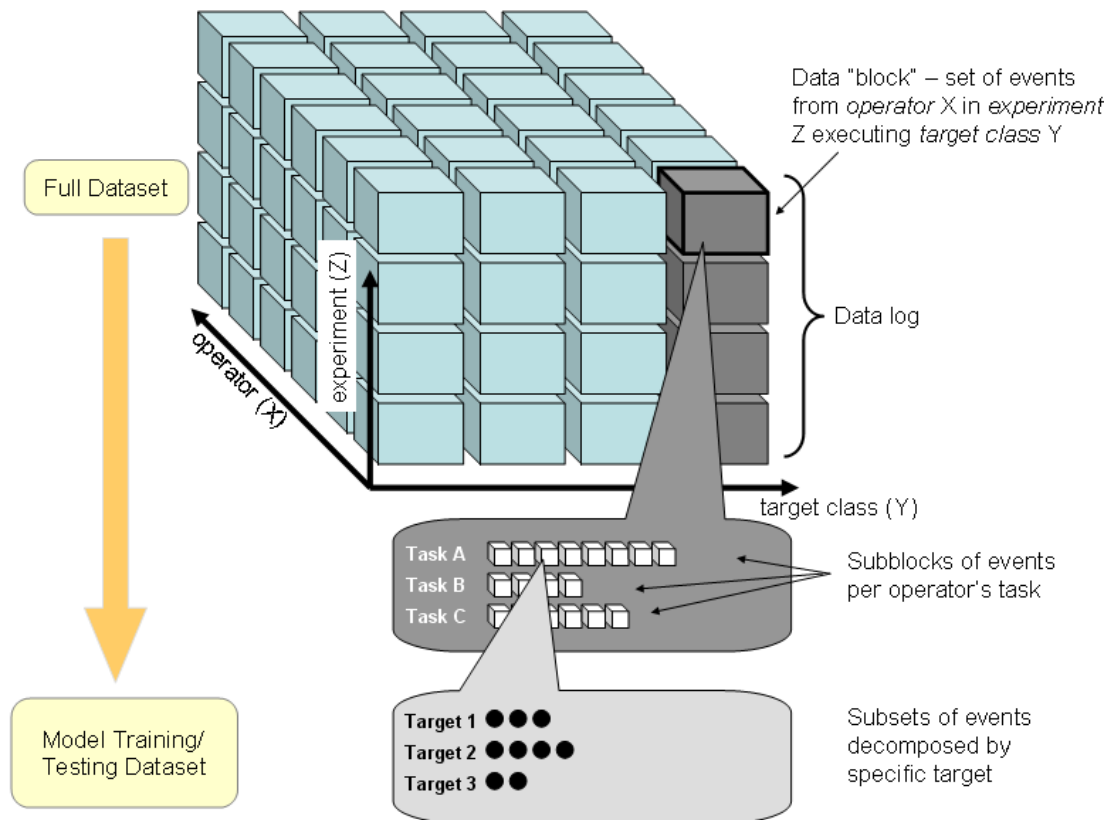 Data "block" – set of events
from operator X in experiment
Z executing target class Y
Full Dataset
experiment (Z)
operator (X)
Data log
target class (Y)
Task A
Task B
Task C
Subblocks of events
per operator's task
Target 1
Target 2
Target 3
Model Training/
Testing Dataset
Subsets of events
decomposed by
specific target